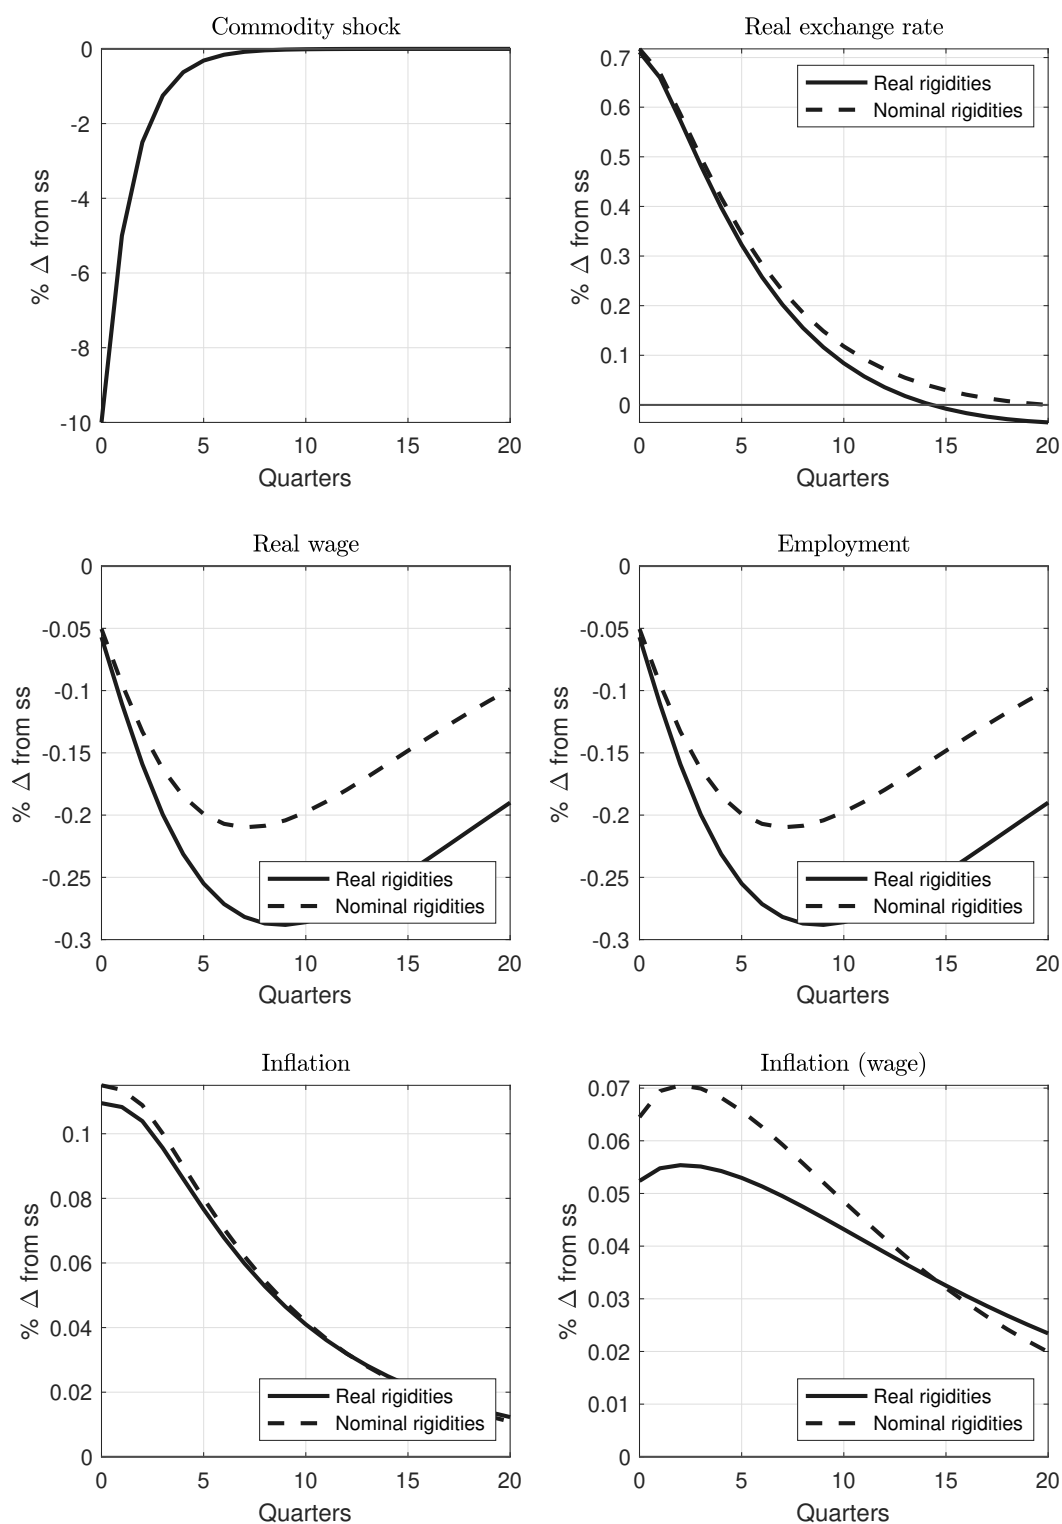 Commodity shock
0
-2
-4
-6
-8
-10
% Δ from ss
0 5 10 15 20
Quarters
Real exchange rate
0.7
0.6
0.5
0.4
0.3
0.2
0.1
0
% Δ from ss
Real rigidities
Nominal rigidities
0 5 10 15 20
Quarters
Real wage
0
-0.05
-0.1
-0.15
-0.2
-0.25
-0.3
% Δ from ss
Real rigidities
Nominal rigidities
0 5 10 15 20
Quarters
Employment
0
-0.05
-0.1
-0.15
-0.2
-0.25
-0.3
% Δ from ss
Real rigidities
Nominal rigidities
0 5 10 15 20
Quarters
Inflation
0.1
0.08
0.06
0.04
0.02
0
% Δ from ss
Real rigidities
Nominal rigidities
0 5 10 15 20
Quarters
Inflation (wage)
0.07
0.06
0.05
0.04
0.03
0.02
0.01
0
% Δ from ss
Real rigidities
Nominal rigidities
0 5 10 15 20
Quarters